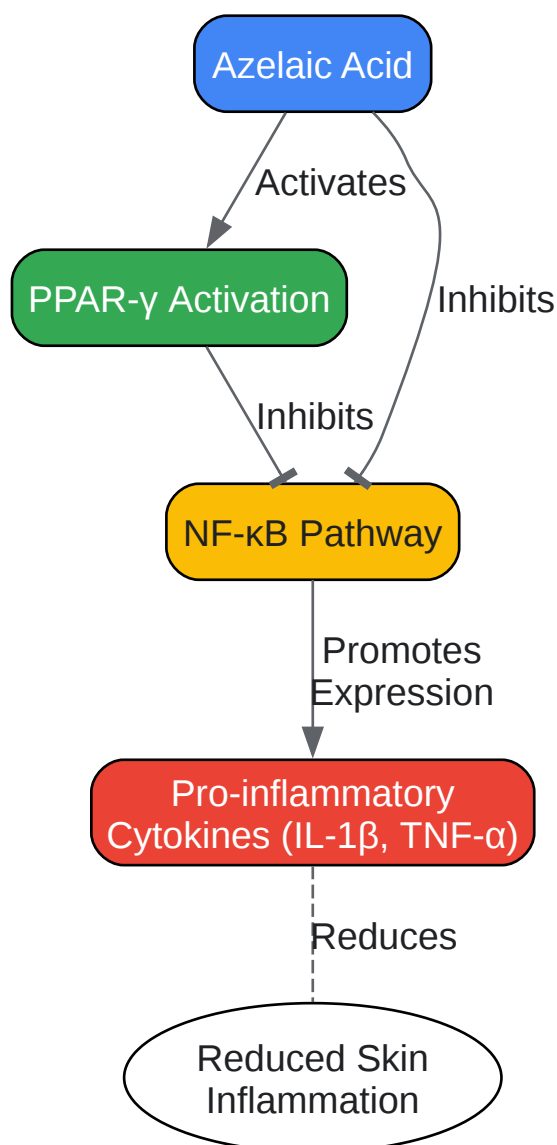 Azelaic Acid
Activates
PPAR-γ Activation
Inhibits
Inhibits
NF-κB Pathway
Promotes
Expression
Pro-inflammatory
Cytokines (IL-1β, TNF-α)
Reduces
Reduced Skin
Inflammation